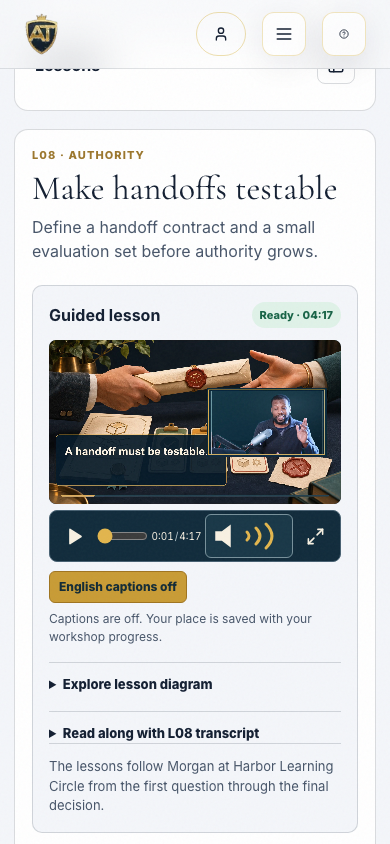 AT
Lessons
L08 · AUTHORITY
Make handoffs testable
Define a handoff contract and a small
evaluation set before authority grows.
Guided lesson
Ready · 04:17
A handoff must be testable.
0:01/4:17
English captions off
Captions are off. Your place is saved with your
workshop progress.
Explore lesson diagram
Read along with L08 transcript
The lessons follow Morgan at Harbor Learning
Circle from the first question through the final
decision.